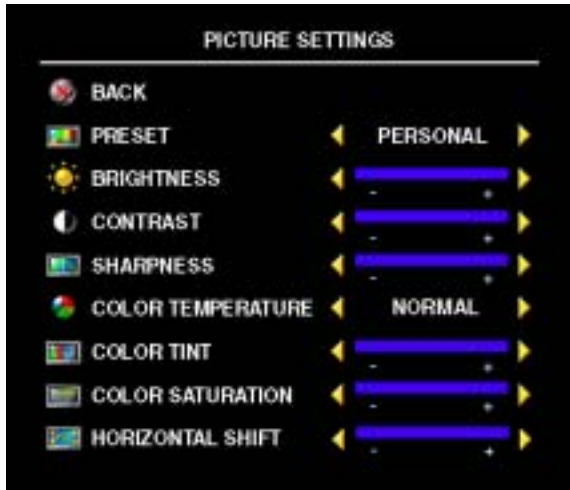 PICTURE SETTINGS
BACK
PRESET PERSONAL
BRIGHTNESS
- +
CONTRAST
- +
SHARPNESS
- +
COLOR TEMPERATURE NORMAL
COLOR TINT
- +
COLOR SATURATION
- +
HORIZONTAL SHIFT
- +